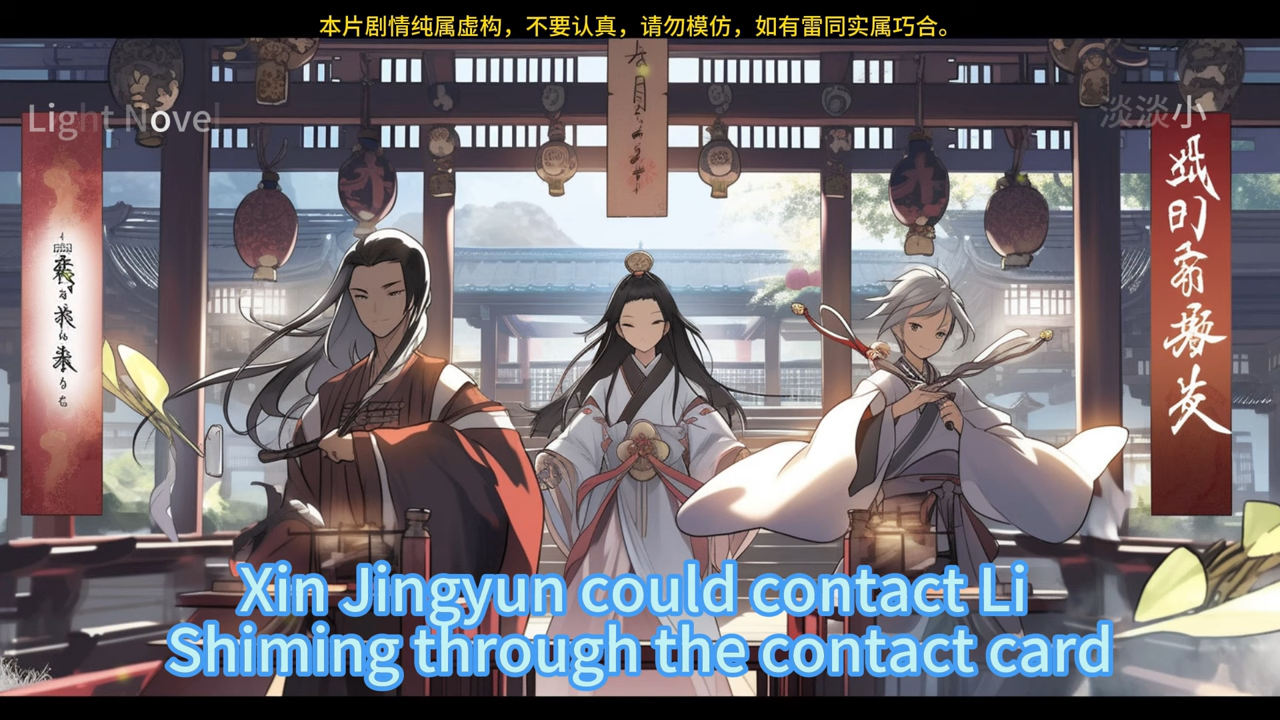 本片剧情纯属虚构，不要认真，请勿模仿，如有雷同实属巧合。
Light Novel
淡淡小
Xin Jingyun could contact Li
Shiming through the contact card